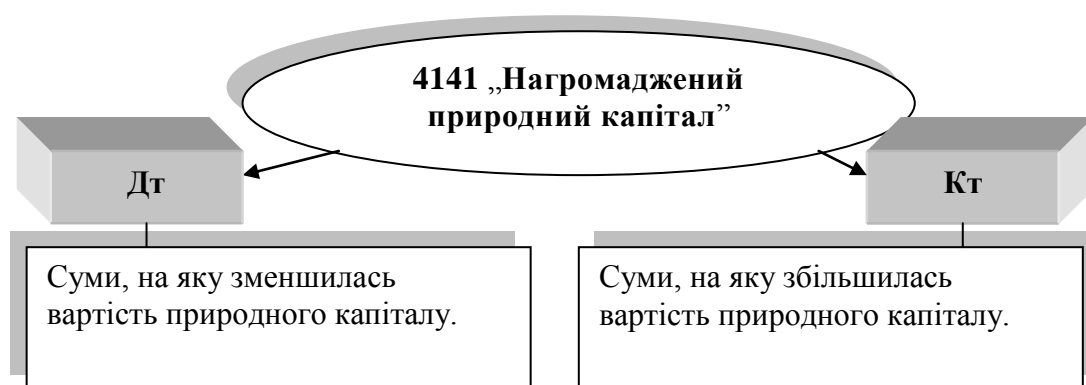 4141 „Нагромаджений
природний капітал”
Дт
Кт
Суми, на яку зменшилась
вартість природного капіталу.
Суми, на яку збільшилась
вартість природного капіталу.